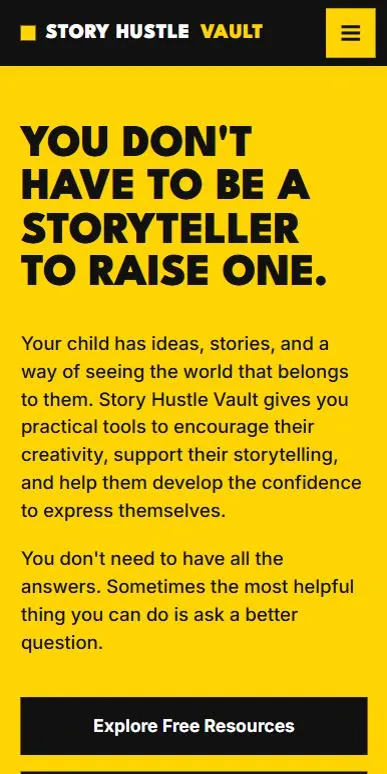 STORY HUSTLE VAULT
YOU DON'T
HAVE TO BE A
STORYTELLER
TO RAISE ONE.
Your child has ideas, stories, and a
way of seeing the world that belongs
to them. Story Hustle Vault gives you
practical tools to encourage their
creativity, support their storytelling,
and help them develop the confidence
to express themselves.
You don't need to have all the
answers. Sometimes the most helpful
thing you can do is ask a better
question.
Explore Free Resources